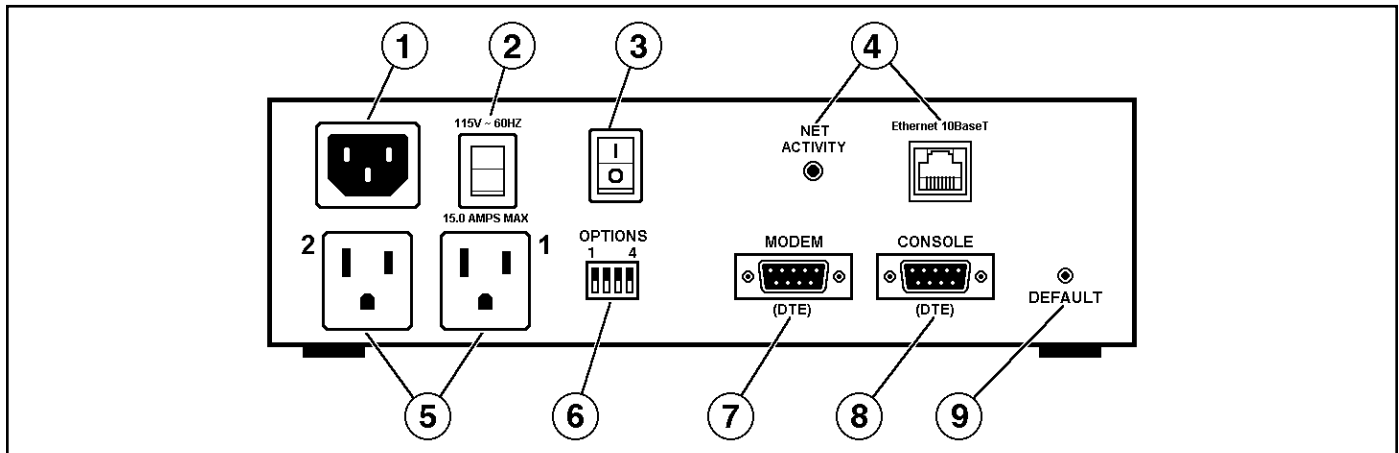 1 2 3 4
115V ~ 60HZ
I
O
NET
ACTIVITY
Ethernet 10BaseT
15.0 AMPS MAX
2 1
OPTIONS
1 4
MODEM
CONSOLE
(DTE)
(DTE)
DEFAULT
5 6 7 8 9